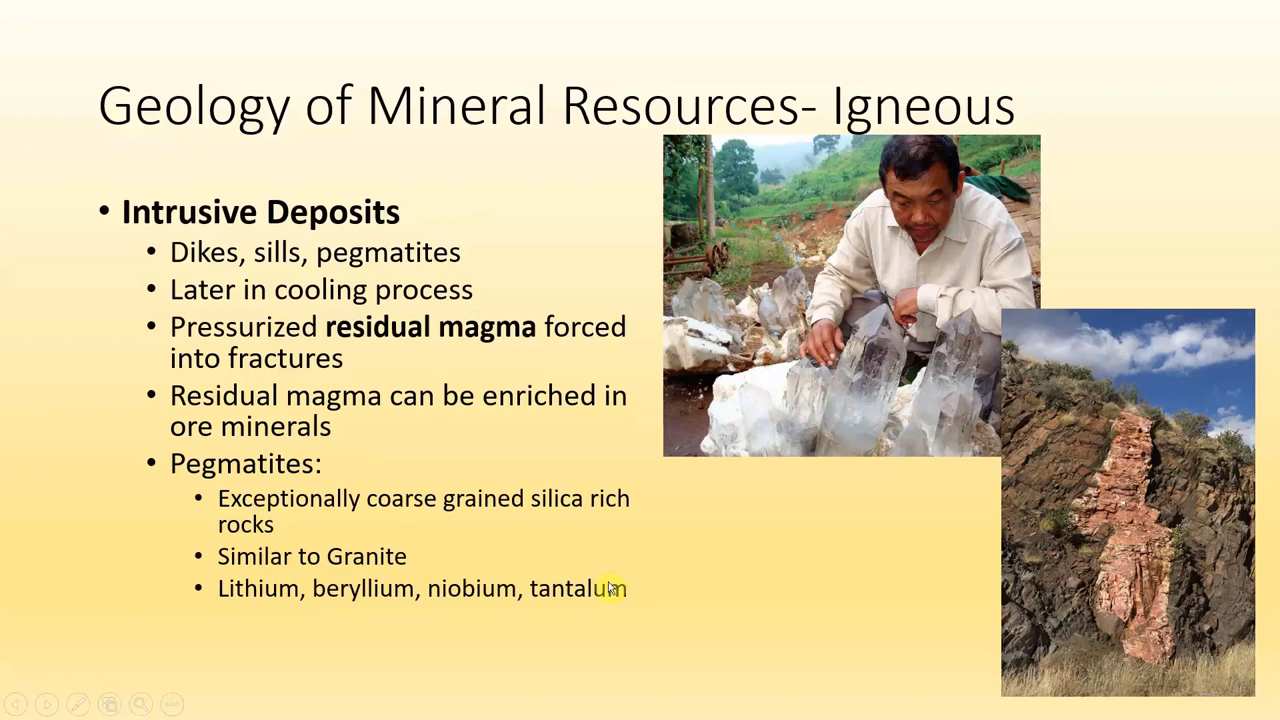 Geology of Mineral Resources- Igneous
• Intrusive Deposits
• Dikes, sills, pegmatites
• Later in cooling process
• Pressurized residual magma forced
into fractures
• Residual magma can be enriched in
ore minerals
• Pegmatites:
• Exceptionally coarse grained silica rich
rocks
• Similar to Granite
• Lithium, beryllium, niobium, tantalum